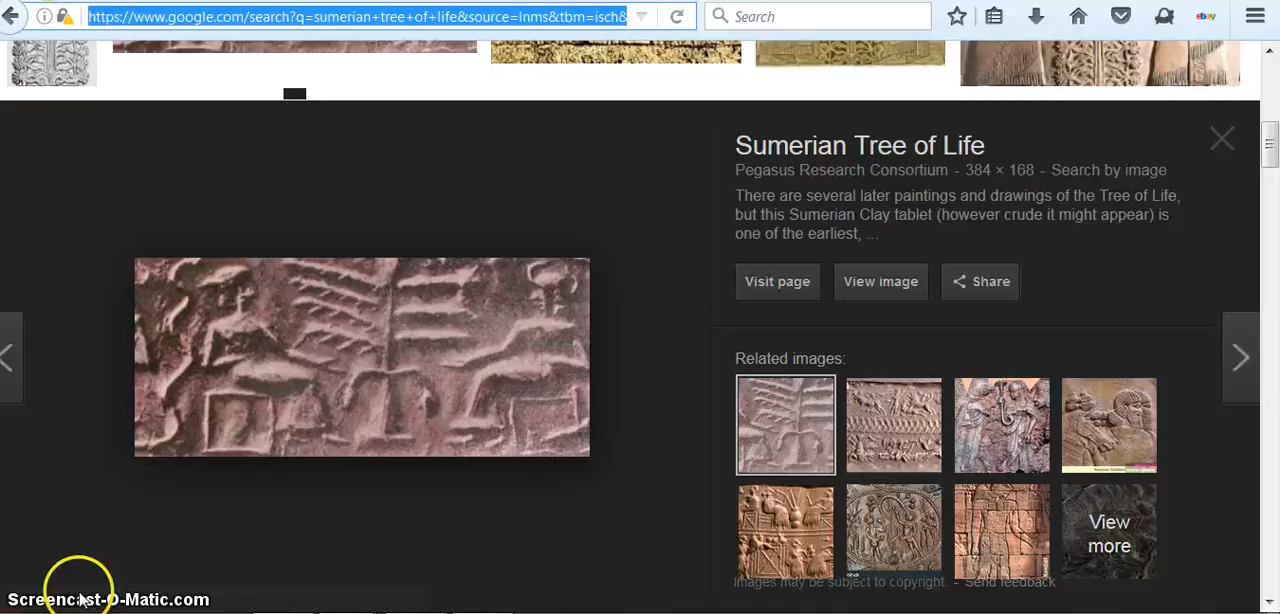 https://www.google.com/search?q=sumerian+tree+of+life&source=lnms&tbm=isch&
Search
ebay
Sumerian Tree of Life
Pegasus Research Consortium - 384 × 168 - Search by image
There are several later paintings and drawings of the Tree of Life,
but this Sumerian Clay tablet (however crude it might appear) is
one of the earliest, ...
Visit page
View image
Share
Related images:
View
more
Images may be subject to copyright. - Send feedback
Screencast-O-Matic.com